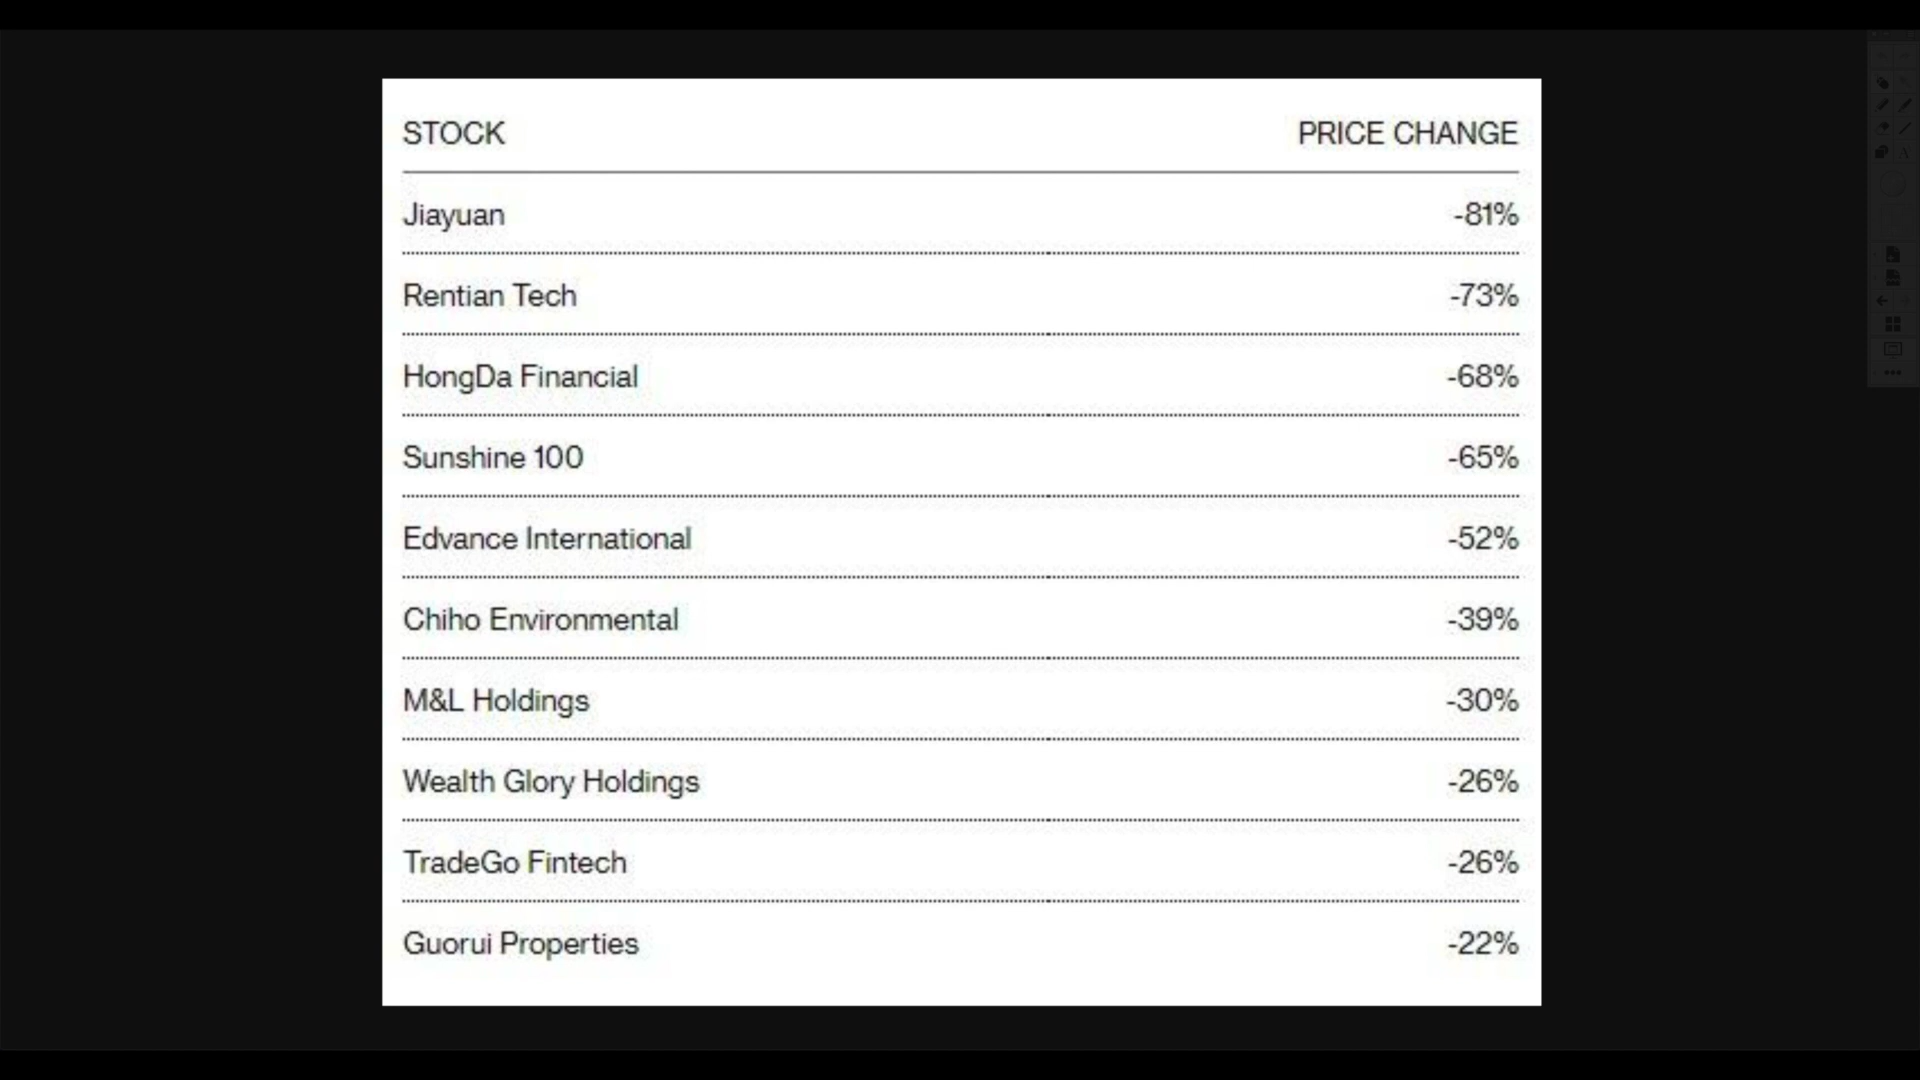 STOCK PRICE CHANGE
Jiayuan -81%
Rentian Tech -73%
HongDa Financial -68%
Sunshine 100 -65%
Edvance International -52%
Chiho Environmental -39%
M&L Holdings -30%
Wealth Glory Holdings -26%
TradeGo Fintech -26%
Guorui Properties -22%